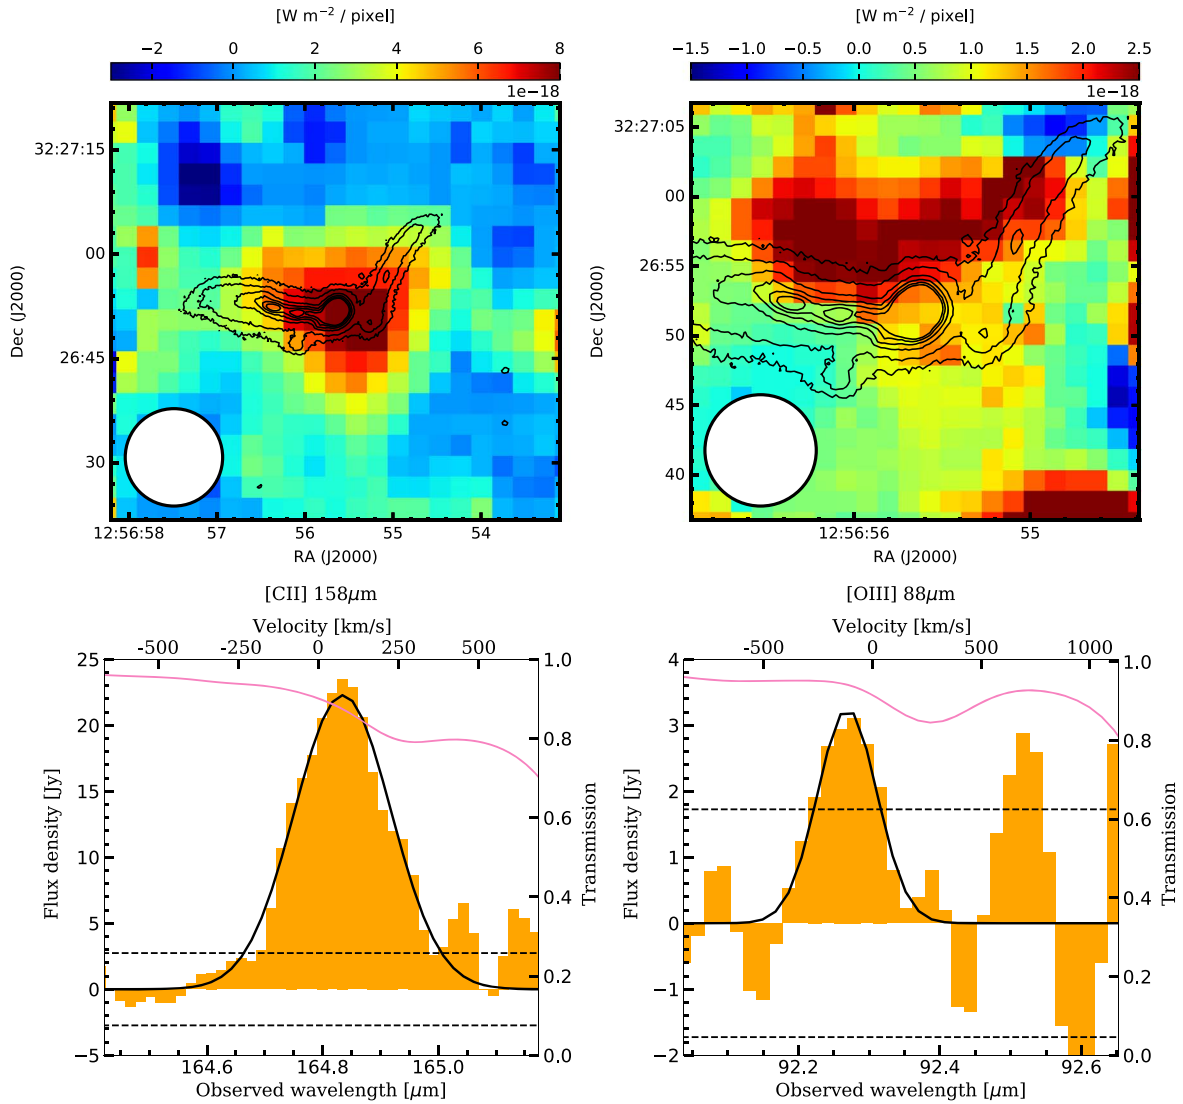 [W m−2 / pixel]
−2 0 2 4 6 8
1e−18
Dec (J2000)
32:27:15
00
26:45
30
12:56:58 57 56 55 54
RA (J2000)
[W m−2 / pixel]
−1.5 −1.0 −0.5 0.0 0.5 1.0 1.5 2.0 2.5
1e−18
Dec (J2000)
32:27:05
00
26:55
50
45
40
12:56:56 55
RA (J2000)
[CII] 158μm
Velocity [km/s]
-500 -250 0 250 500
Flux density [Jy]
25
20
15
10
5
0
−5
1.0
0.8
0.6
0.4
0.2
0.0
Transmission
164.6 164.8 165.0
Observed wavelength [μm]
[OIII] 88μm
Velocity [km/s]
-500 0 500 1000
Flux density [Jy]
4
3
2
1
0
−1
−2
1.0
0.8
0.6
0.4
0.2
0.0
Transmission
92.2 92.4 92.6
Observed wavelength [μm]